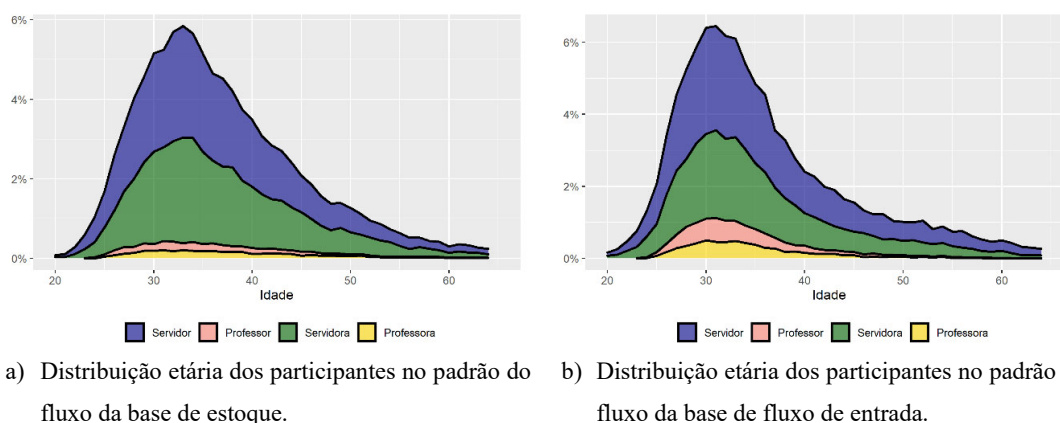 6%
4%
2%
0%
20 30 40 50 60
Idade
Servidor Professor Servidora Professora
a) Distribuição etária dos participantes no padrão do
fluxo da base de estoque.
6%
4%
2%
0%
20 30 40 50 60
Idade
Servidor Professor Servidora Professora
b) Distribuição etária dos participantes no padrão
fluxo da base de fluxo de entrada.